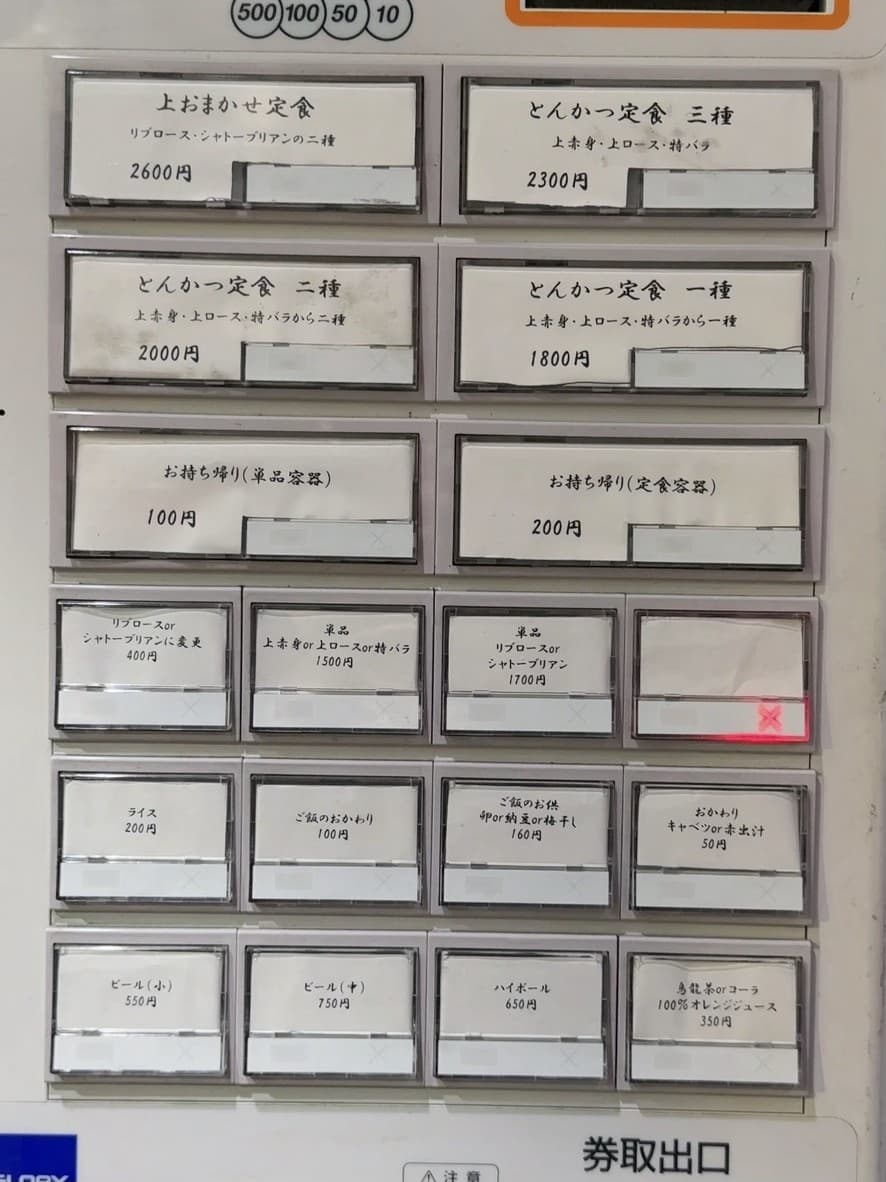 500 100 50 10
上おまかせ定食
リブロース・シャトーブリアンの二種
2600円
とんかつ定食 三種
上赤身・上ロース・特バラ
2300円
とんかつ定食 二種
上赤身・上ロース・特バラから二種
2000円
とんかつ定食 一種
上赤身・上ロース・特バラから一種
1800円
お持ち帰り(単品容器)
100円
お持ち帰り(定食容器)
200円
リブロースor
シャトーブリアンに変更
400円
単品
上赤身or上ロースor特バラ
1500円
単品
リブロースor
シャトーブリアン
1700円
ライス
200円
ご飯のおかわり
100円
ご飯のお供
卵or納豆or梅干し
160円
おかわり
キャベツor赤出汁
50円
ビール(小)
550円
ビール(中)
750円
ハイボール
650円
烏龍茶orコーラ
100%オレンジジュース
350円
券取出口
注意
GLORY